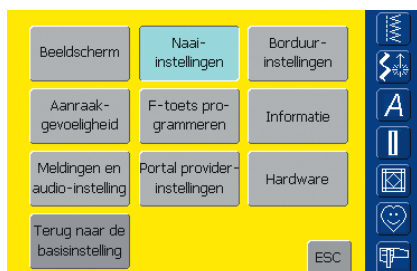 Beeldscherm
Naai-
instellingen
Borduur-
instellingen
Aanraak-
gevoeligheid
F-toets pro-
grammeren
Informatie
Meldingen en
audio-instelling
Portal provider-
instellingen
Hardware
Terug naar de
basisinstelling
ESC
A